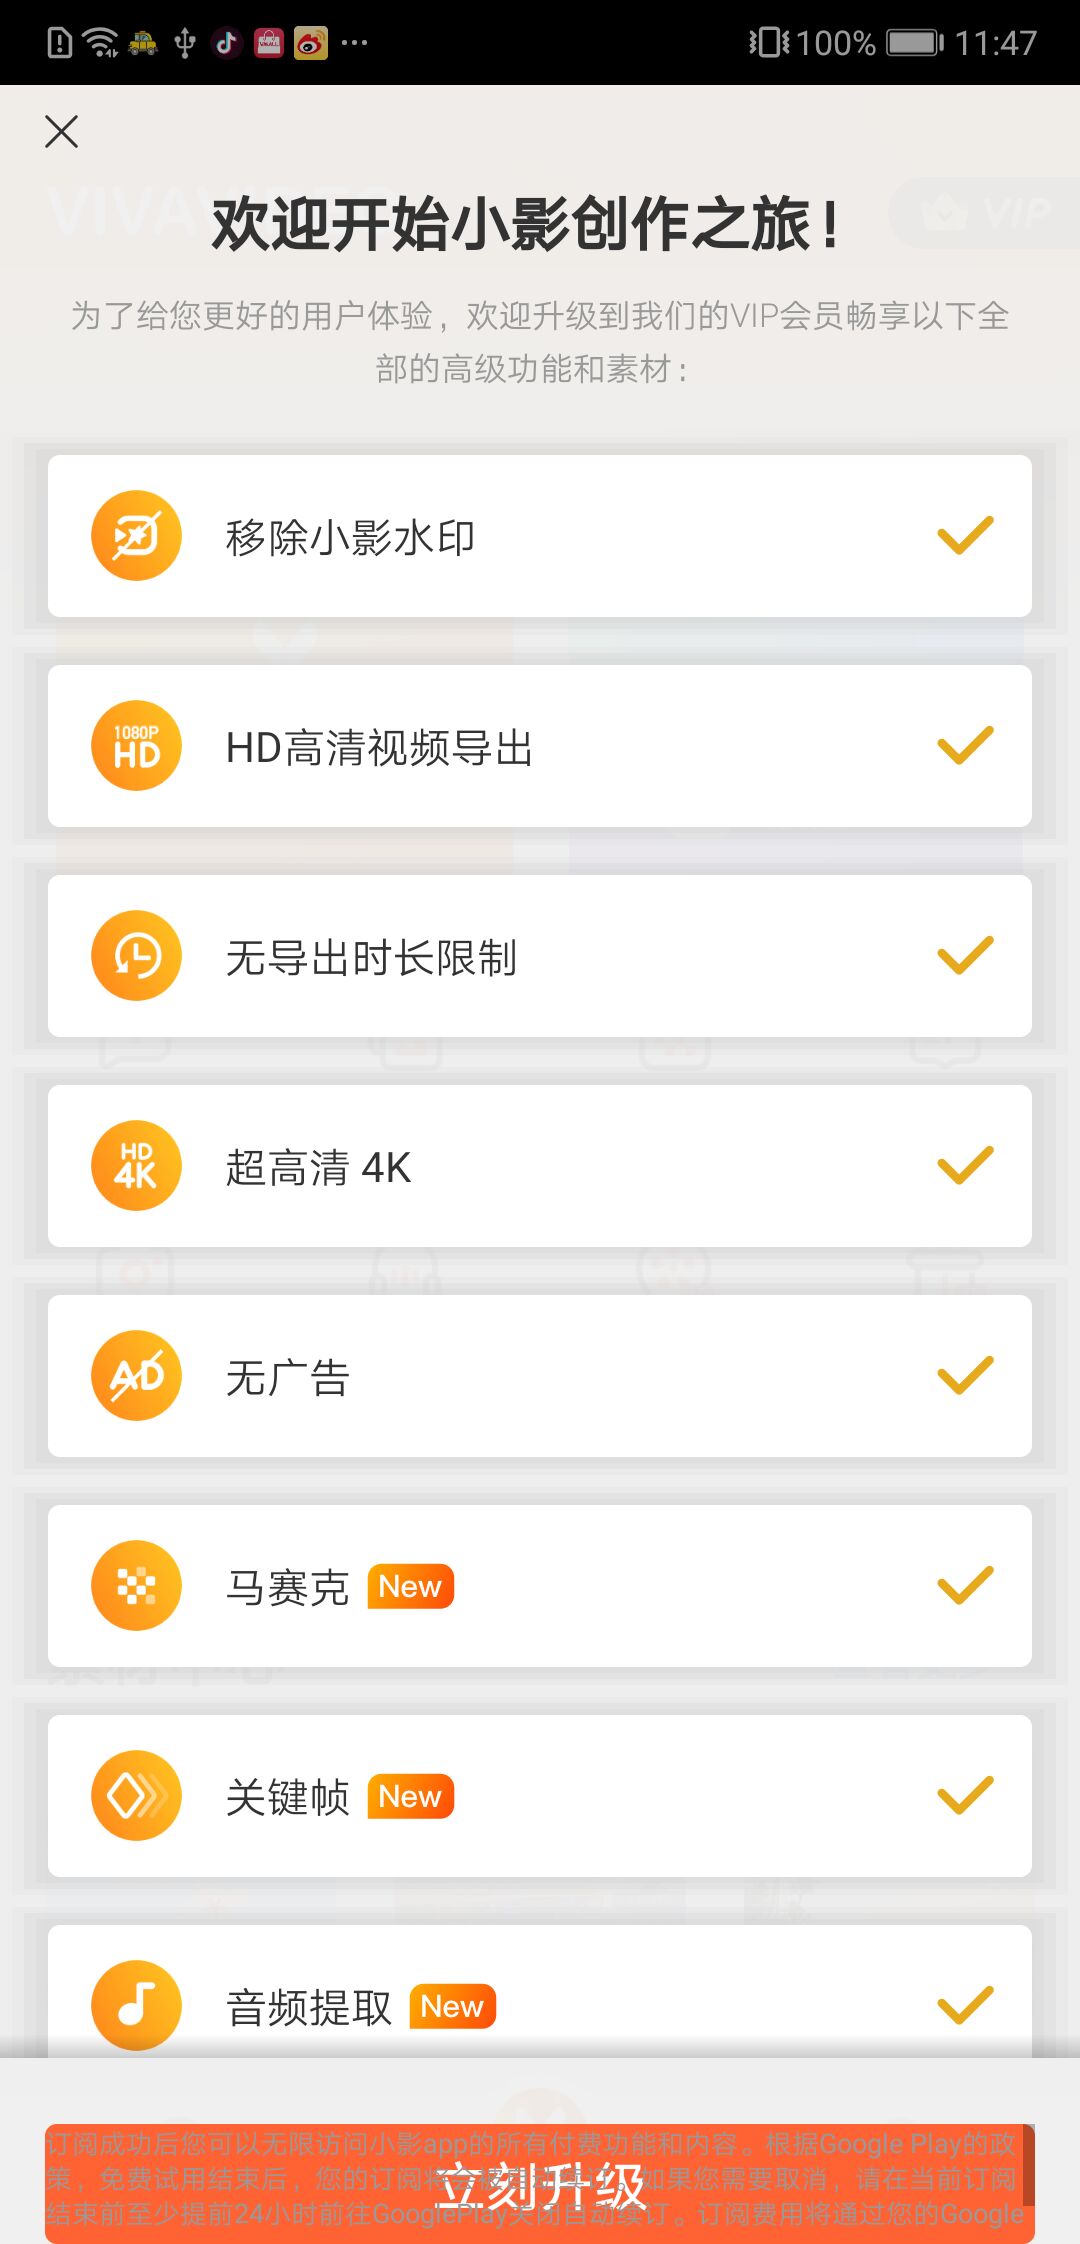 100% 11:47
VIVAVIDEO
VIP
欢迎开始小影创作之旅!
为了给您更好的用户体验，欢迎升级到我们的VIP会员畅享以下全
部的高级功能和素材:
移除小影水印
1080P
HD
HD高清视频导出
无导出时长限制
HD
4K
超高清 4K
AD
无广告
马赛克 New
素材中心
关键帧 New
音频提取 New
订阅成功后您可以无限访问小影app的所有付费功能和内容。根据Google Play的政
策，免费试用结束后，您的订阅将会被自动续订。如果您需要取消，请在当前订阅
立刻升级
结束前至少提前24小时前往GooglePlay关闭自动续订。订阅费用将通过您的Google